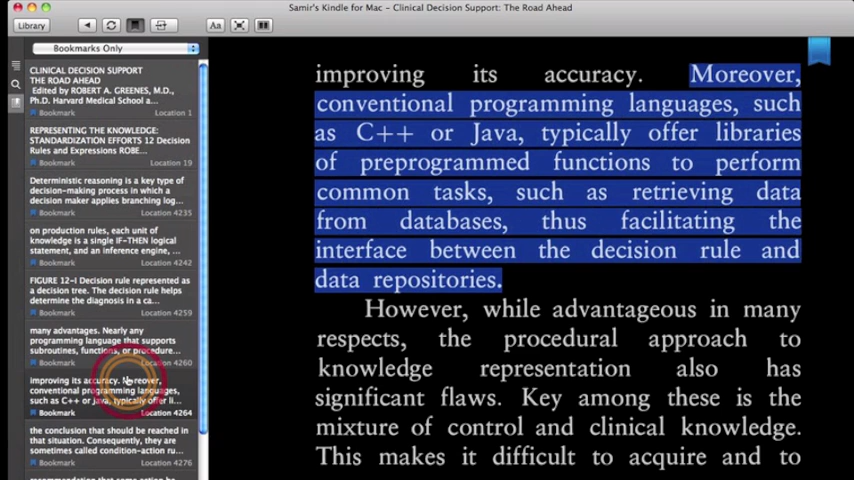 Samir's Kindle for Mac – Clinical Decision Support: The Road Ahead
Library
Aa
Bookmarks Only
CLINICAL DECISION SUPPORT
THE ROAD AHEAD
Edited by ROBERT A. GREENES, M.D.,
Ph.D. Harvard Medical School a...
Bookmark Location 1
REPRESENTING THE KNOWLEDGE:
STANDARDIZATION EFFORTS 12 Decision
Rules and Expressions ROBE...
Bookmark Location 19
Deterministic reasoning is a key type of
decision-making process in which a
decision maker applies branching log...
Bookmark Location 4235
on production rules, each unit of
knowledge is a single IF-THEN logical
statement, and an inference engine, ...
Bookmark Location 4242
FIGURE 12-I Decision rule represented as
a decision tree. The decision rule helps
determine the diagnosis in a ca...
Bookmark Location 4259
many advantages. Nearly any
programming language that supports
subroutines, functions, or procedure...
Bookmark Location 4260
improving its accuracy. Moreover,
conventional programming languages,
such as C++ or Java, typically offer li...
Bookmark Location 4264
the conclusion that should be reached in
that situation. Consequently, they are
sometimes called condition-action ru...
Bookmark Location 4276
improving its accuracy. Moreover,
conventional programming languages, such
as C++ or Java, typically offer libraries
of preprogrammed functions to perform
common tasks, such as retrieving data
from databases, thus facilitating the
interface between the decision rule and
data repositories.
However, while advantageous in many
respects, the procedural approach to
knowledge representation also has
significant flaws. Key among these is the
mixture of control and clinical knowledge.
This makes it difficult to acquire and to